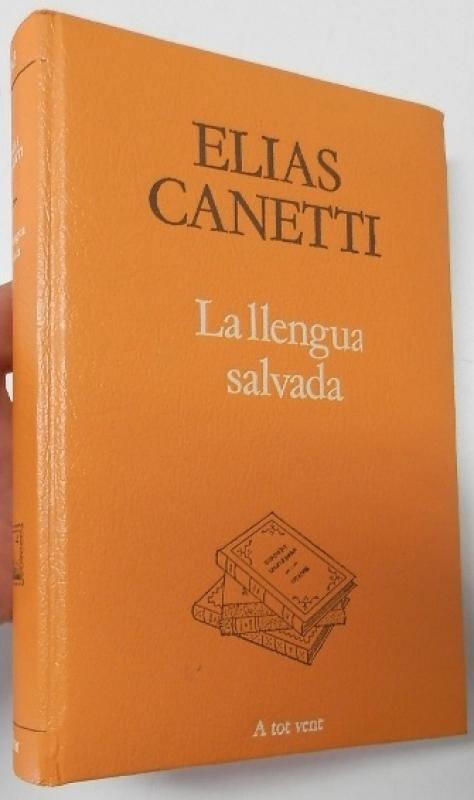 ELIAS
CANETTI
La llengua
salvada
A tot vent